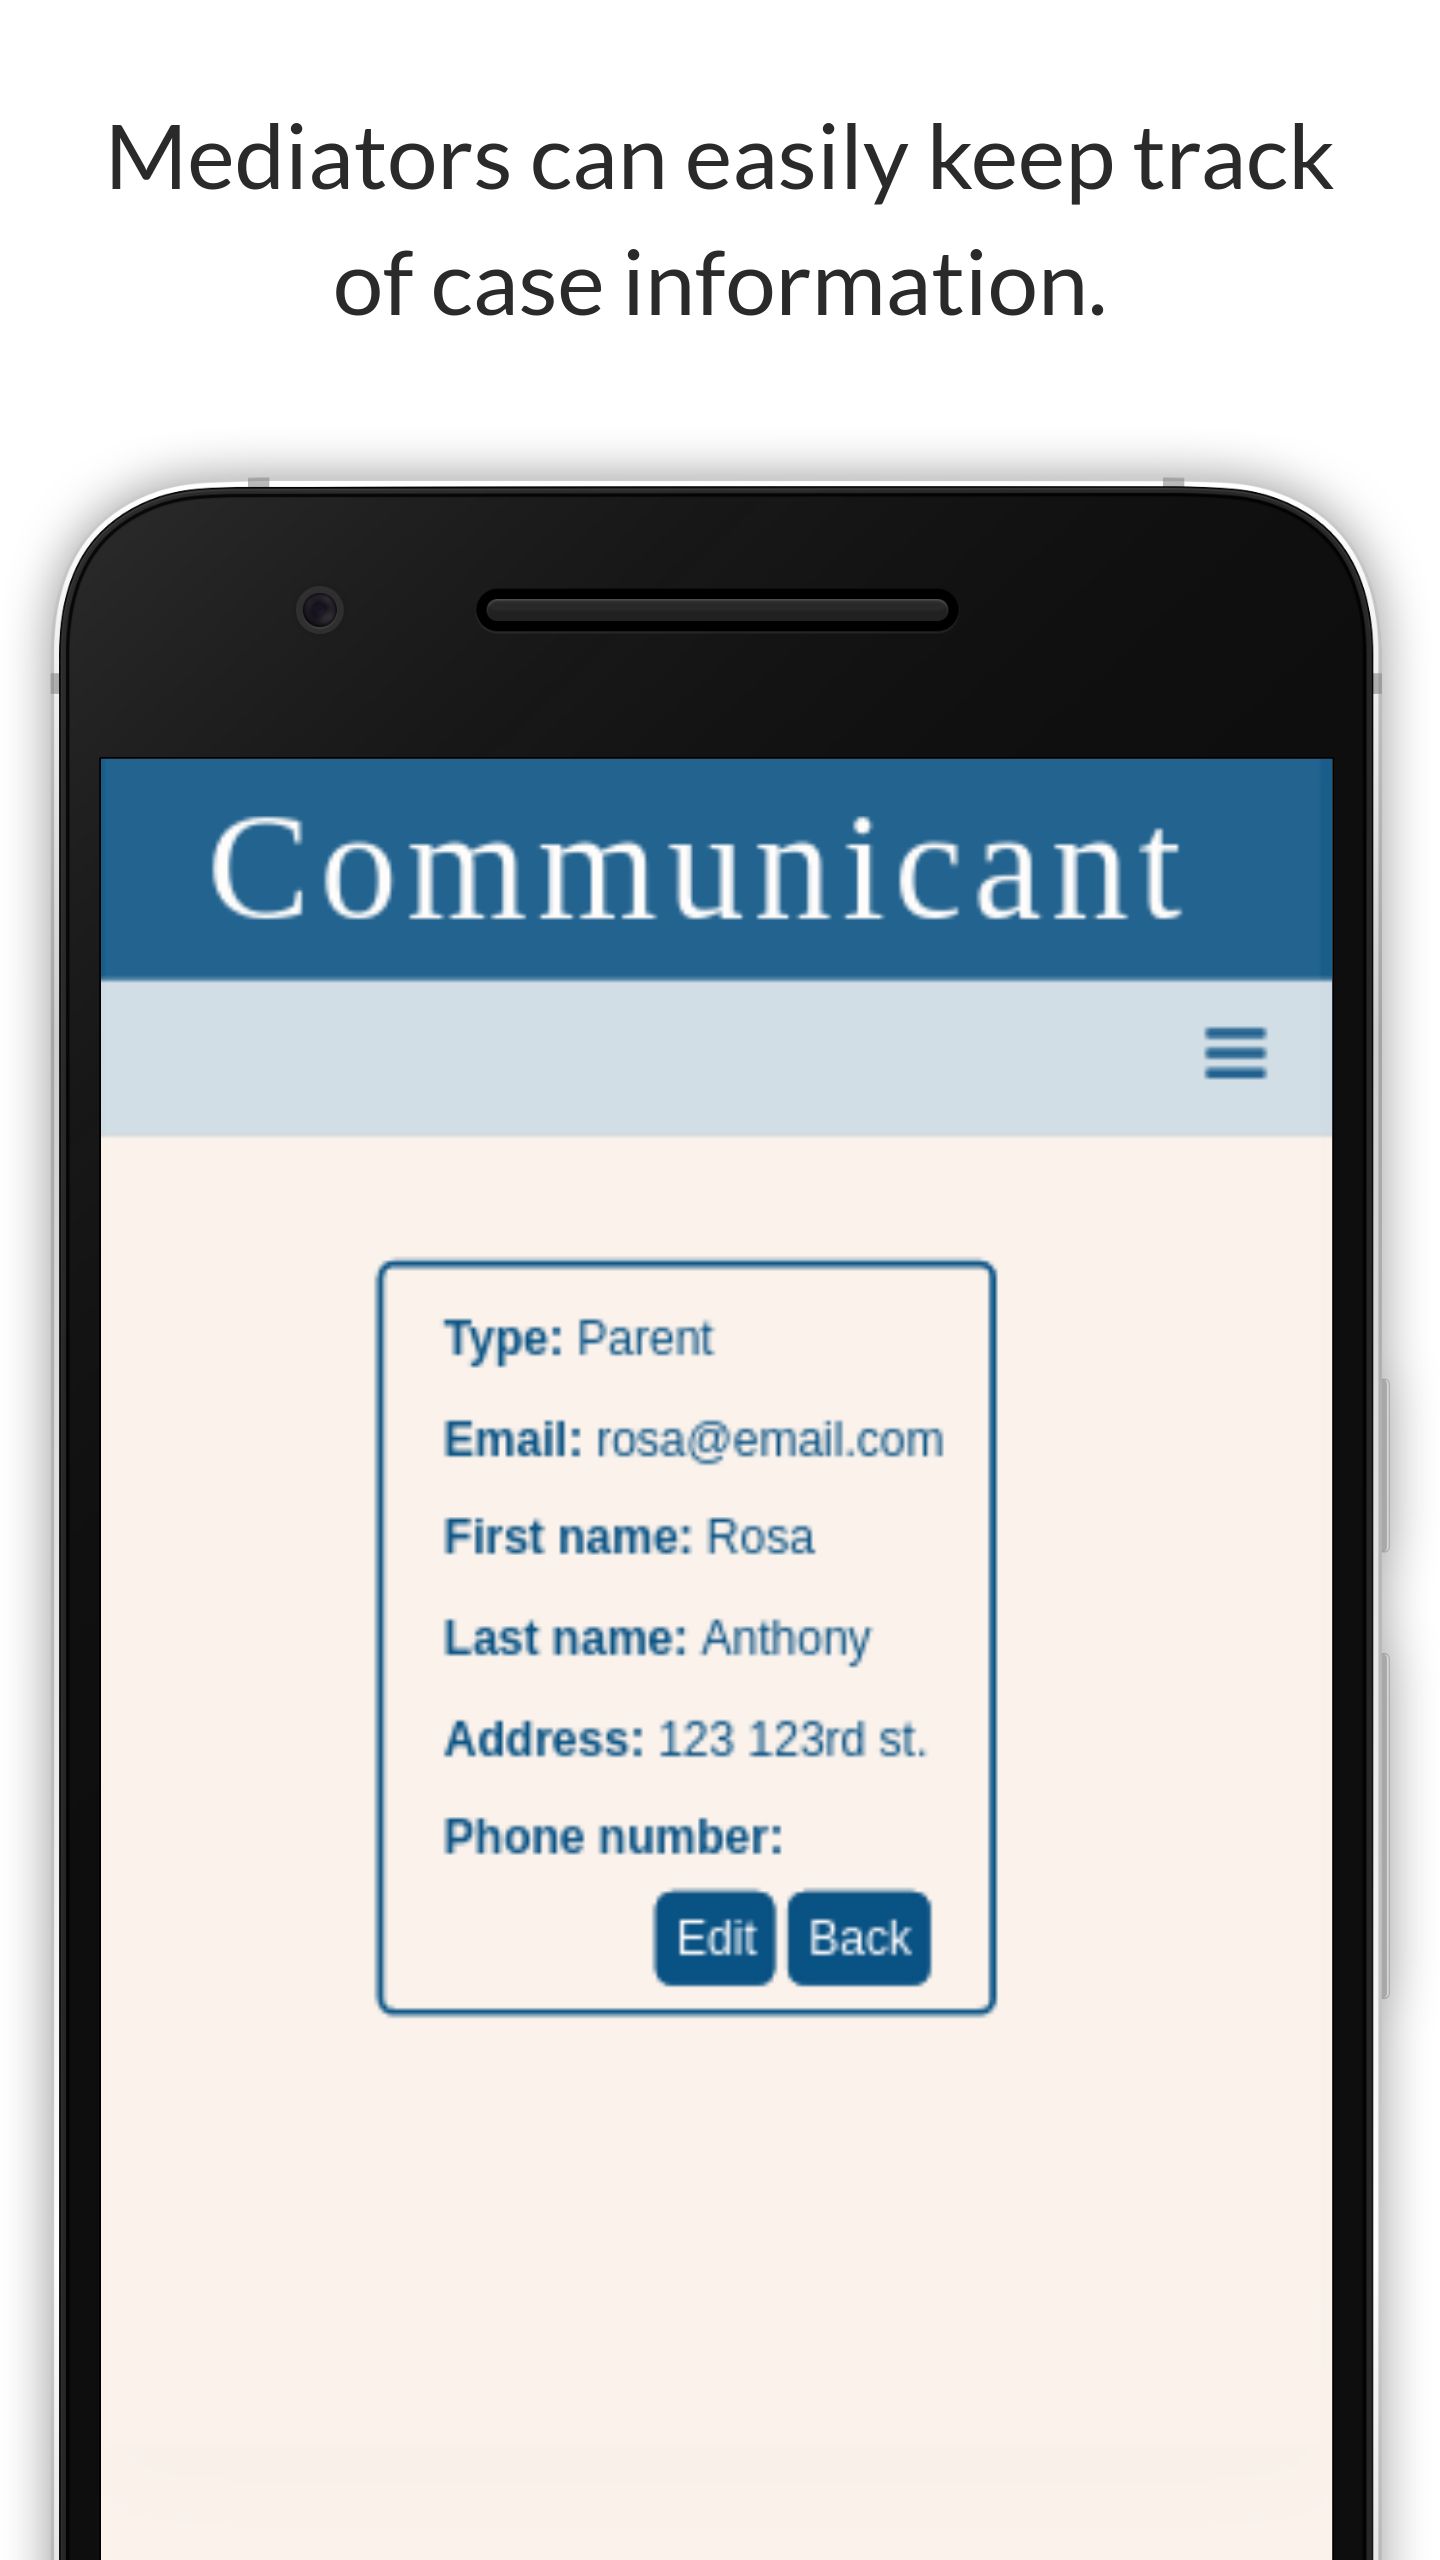 Mediators can easily keep track
of case information.
Communicant
Type: Parent
Email: rosa@email.com
First name: Rosa
Last name: Anthony
Address: 123 123rd st.
Phone number:
Edit Back